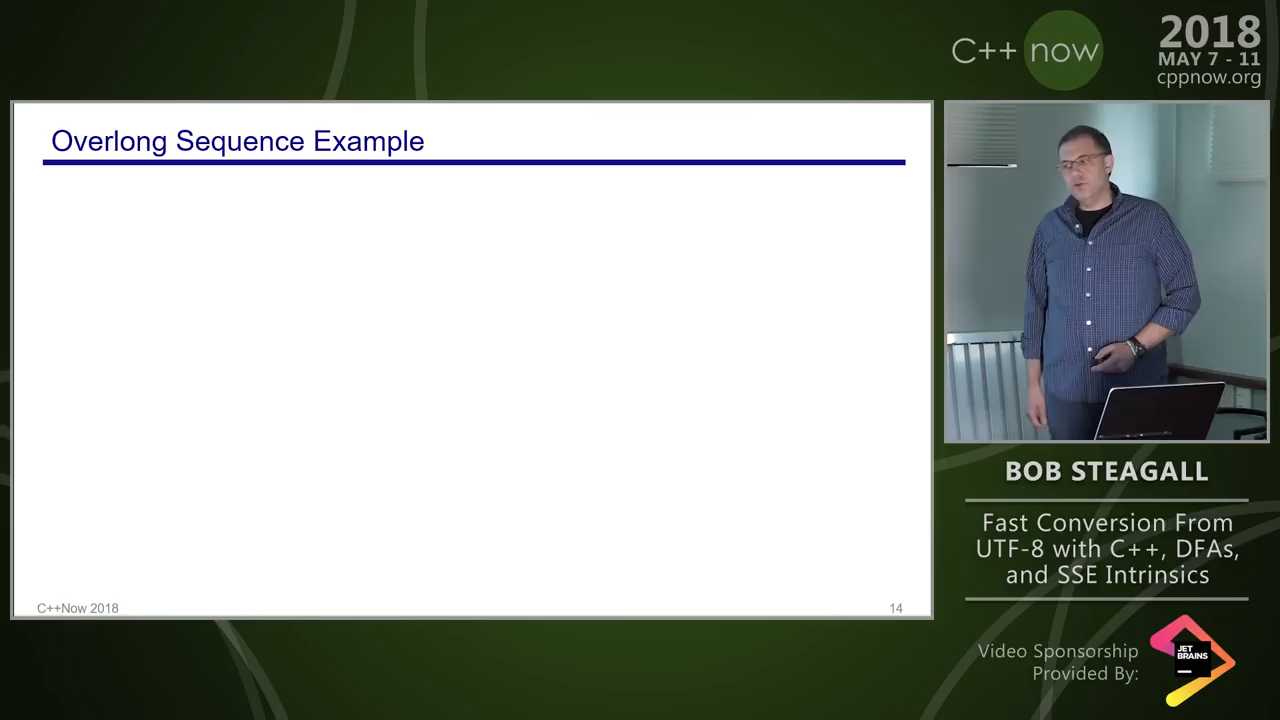 C++ now
2018
MAY 7 - 11
cppnow.org
Overlong Sequence Example
C++Now 2018
14
BOB STEAGALL
Fast Conversion From
UTF-8 with C++, DFAs,
and SSE Intrinsics
Video Sponsorship
Provided By:
JET
BRAINS